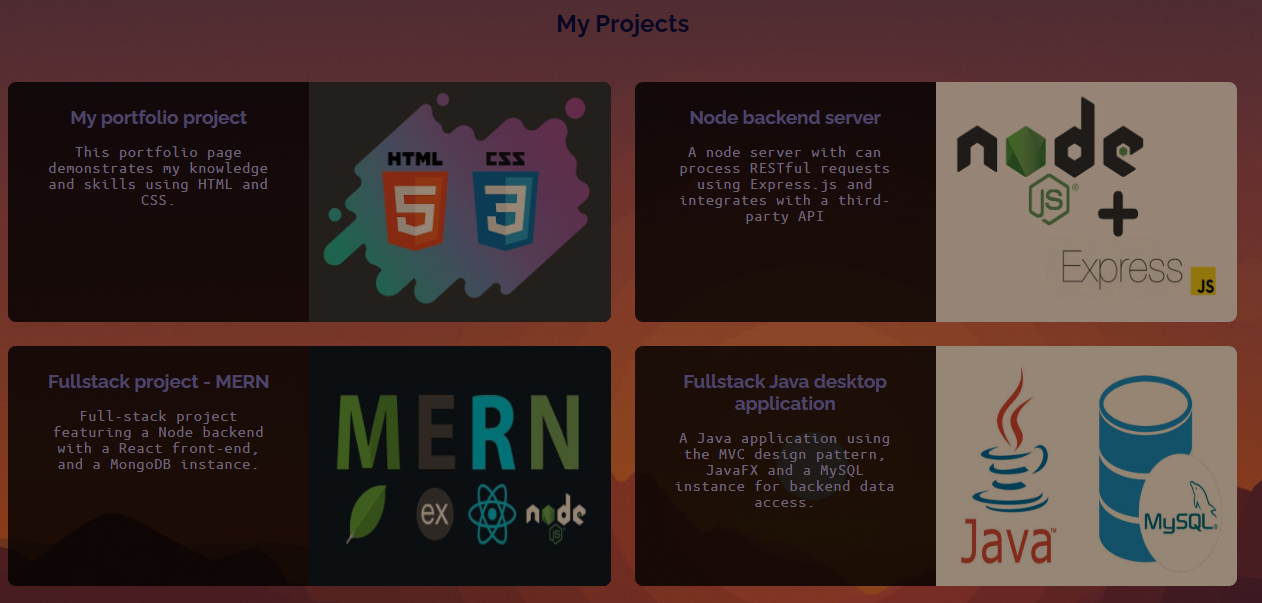 My Projects
My portfolio project
This portfolio page
demonstrates my knowledge
and skills using HTML and
CSS.
HTML CSS
5 3
Node backend server
A node server with can
process RESTful requests
using Express.js and
integrates with a third-
party API
node
JS®
+
Express
JS
Fullstack project - MERN
Full-stack project
featuring a Node backend
with a React front-end,
and a MongoDB instance.
MERN
ex node
JS
Fullstack Java desktop
application
A Java application using
the MVC design pattern,
JavaFX and a MySQL
instance for backend data
access.
Java™
MySQL®